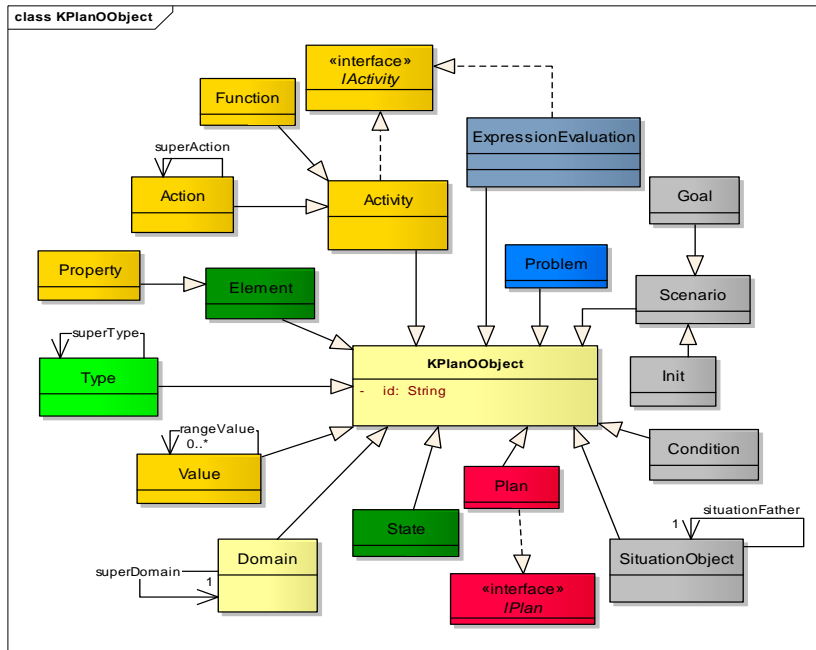 class KPlanOObject
«interface»
IActivity
Function
ExpressionEvaluation
superAction
Action
Activity
Goal
Property
Element
Problem
Scenario
superType
Type
KPlanOObject
- id: String
Init
rangeValue
0..*
Value
Condition
Plan
situationFather
1
State
SituationObject
Domain
superDomain
1
«interface»
IPlan